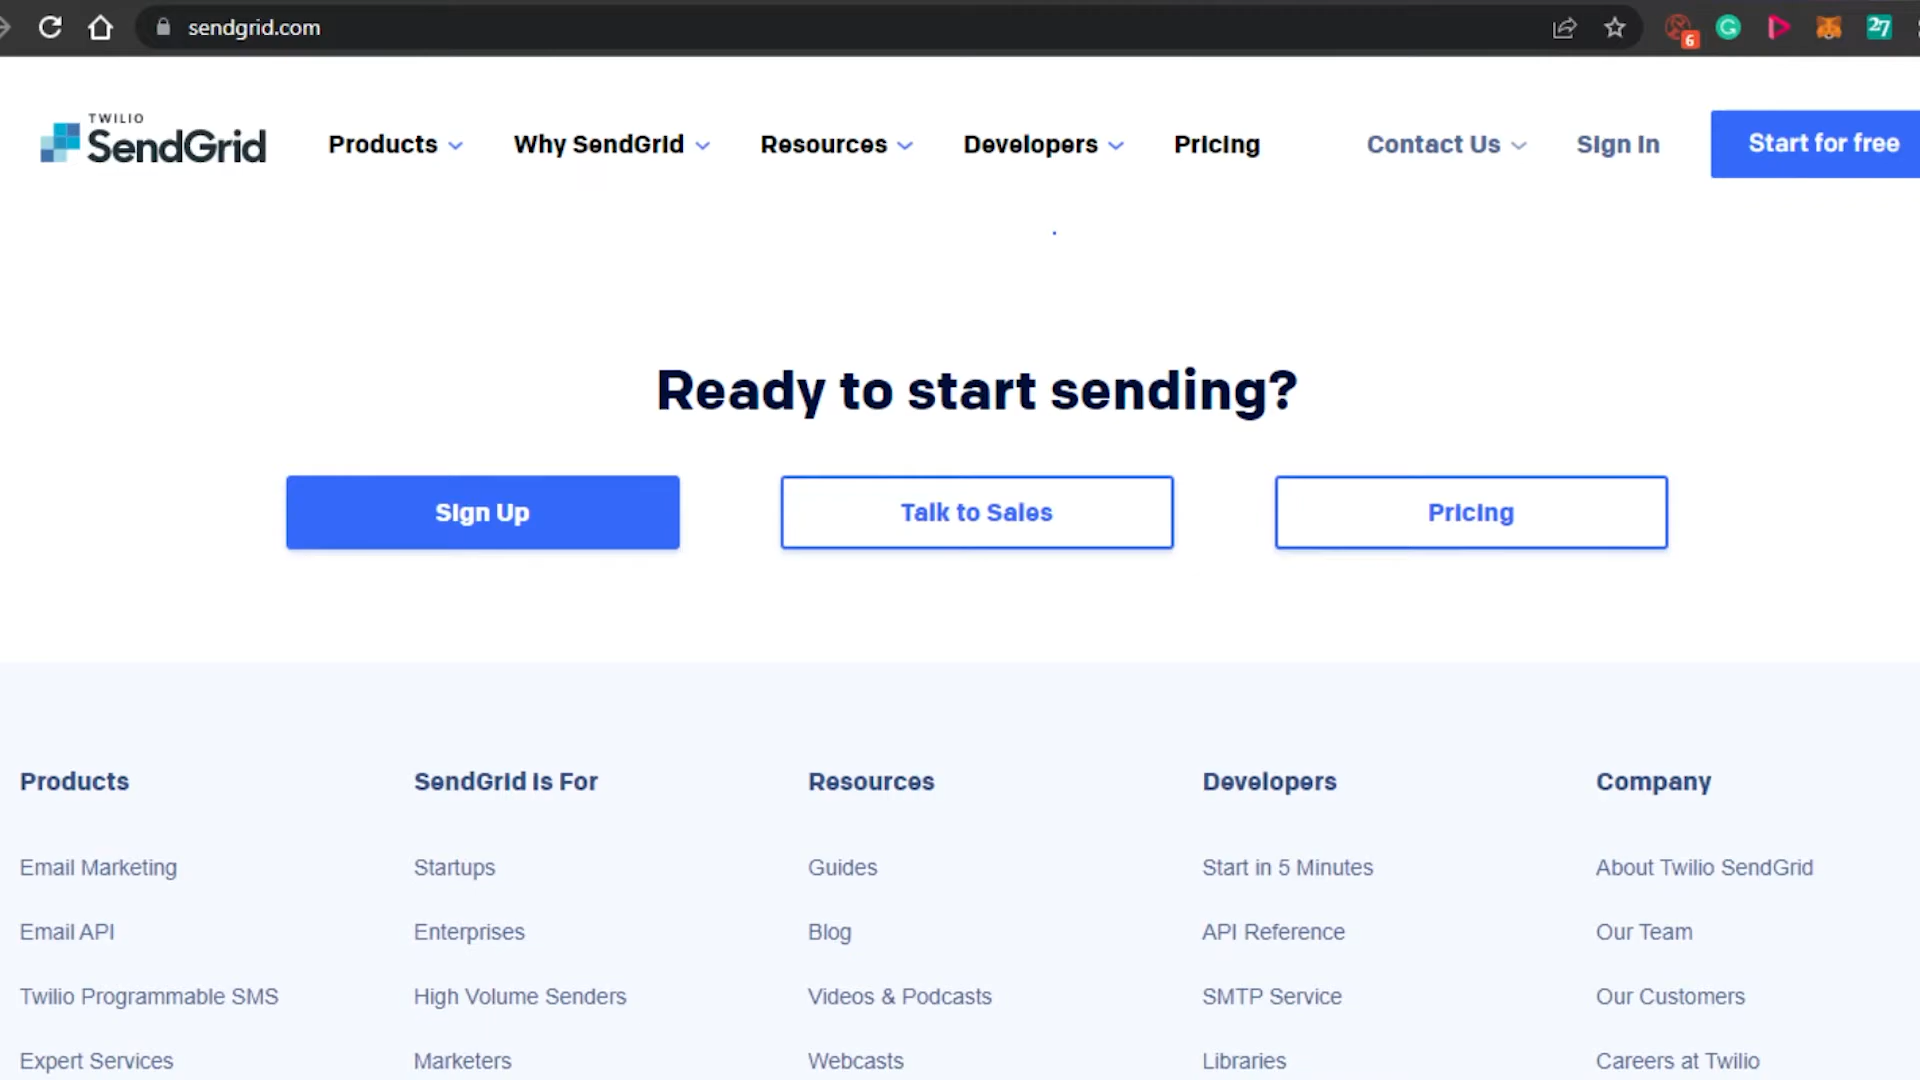 sendgrid.com
6
27
TWILIO
SendGrid
Products
Why SendGrid
Resources
Developers
Pricing
Contact Us
Sign In
Start for free
Ready to start sending?
Sign Up
Talk to Sales
Pricing
Products
SendGrid Is For
Resources
Developers
Company
Email Marketing
Startups
Guides
Start in 5 Minutes
About Twilio SendGrid
Email API
Enterprises
Blog
API Reference
Our Team
Twilio Programmable SMS
High Volume Senders
Videos & Podcasts
SMTP Service
Our Customers
Expert Services
Marketers
Webcasts
Libraries
Careers at Twilio